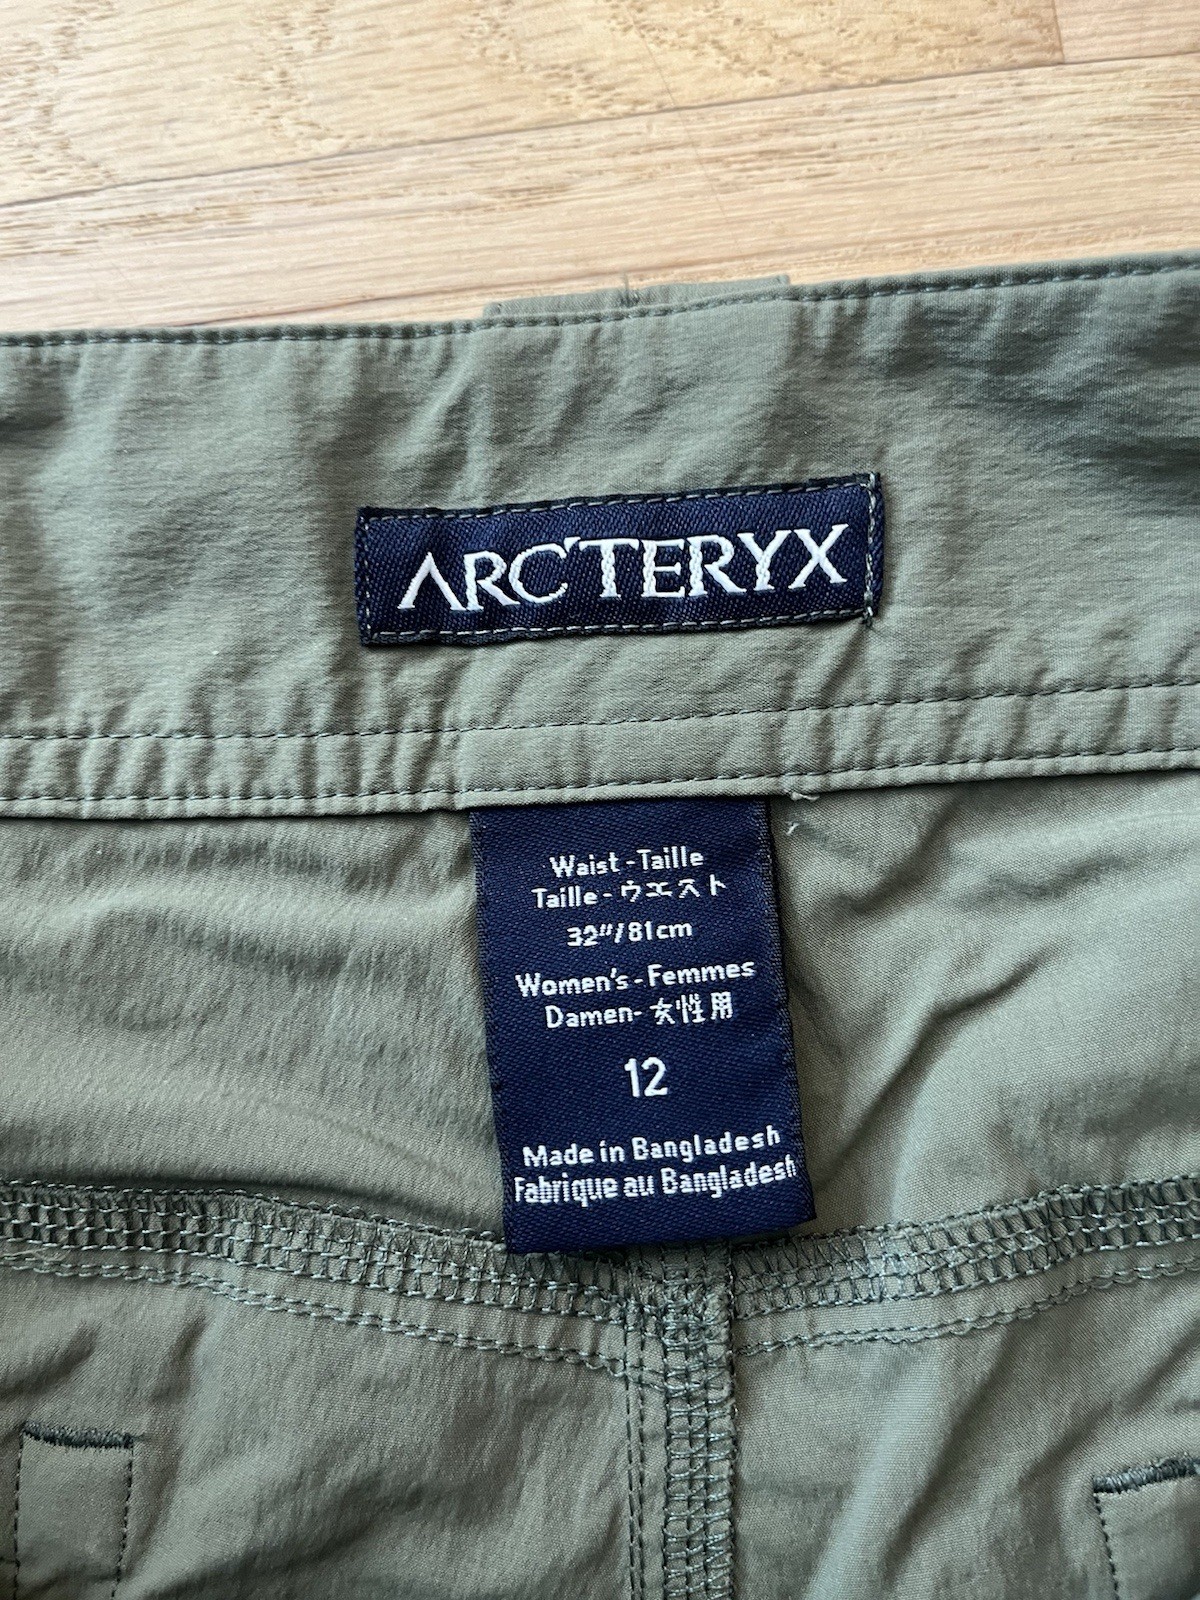 ARC'TERYX
Waist - Taille
Taille - ウエスト
32"/81cm
Women's - Femmes
Damen- 女性用
12
Made in Bangladesh
Fabrique au Bangladesh